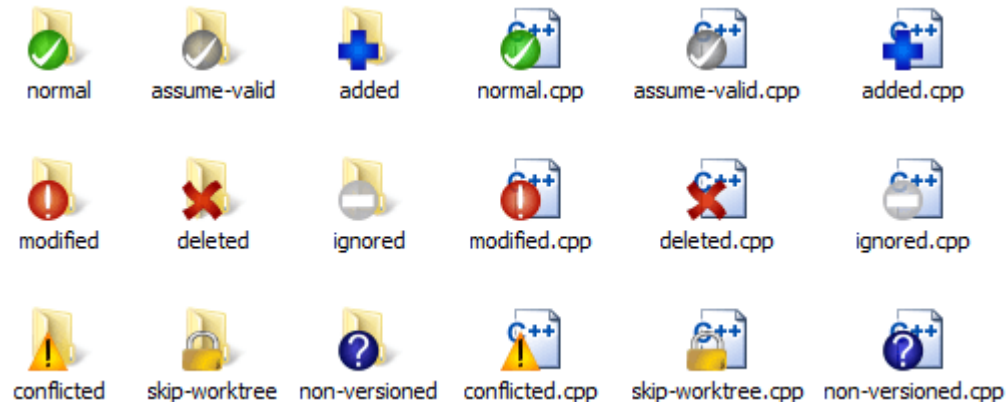 C++ C++ C++
normal assume-valid added normal.cpp assume-valid.cpp added.cpp
C++ C++ C++
modified deleted ignored modified.cpp deleted.cpp ignored.cpp
C++ C++ C++
conflicted skip-worktree non-versioned conflicted.cpp skip-worktree.cpp non-versioned.cpp